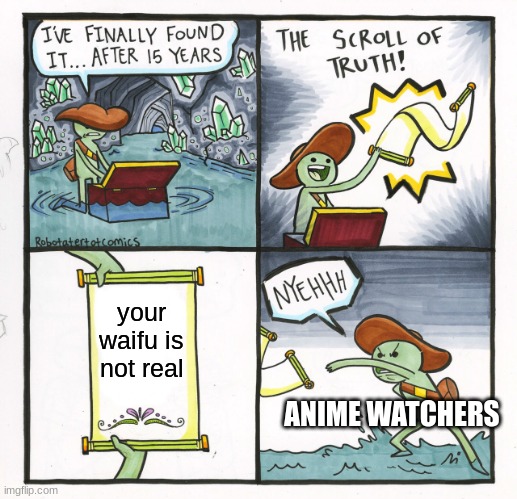 I'VE FINALLY FOUND
IT... AFTER 15 YEARS
THE SCROLL OF
TRUTH!
Robotatertotcomics
your
waifu is
not real
NYEHHH
ANIME WATCHERS
imgflip.com